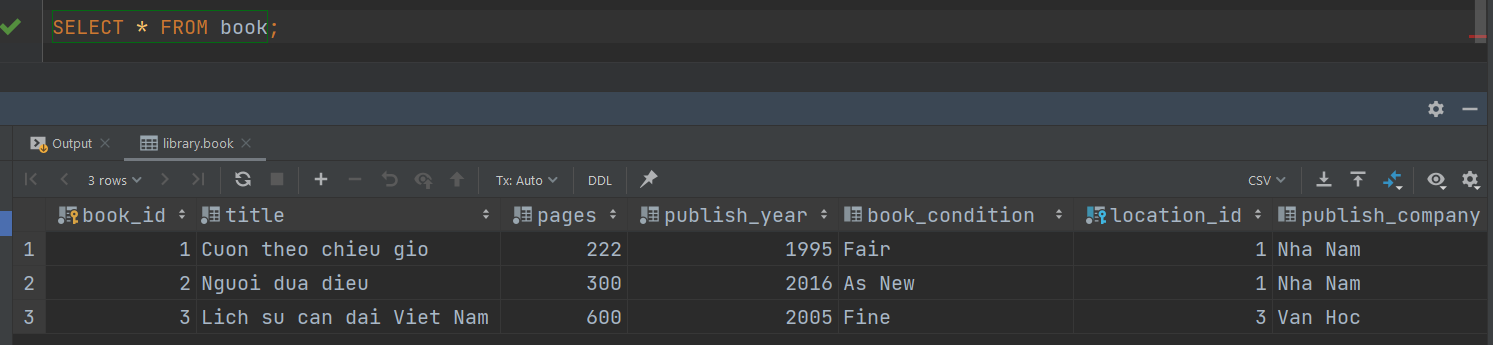 SELECT * FROM book;
Output library.book
3 rows Tx: Auto DDL CSV
book_id title pages publish_year book_condition location_id publish_company
1 1 Cuon theo chieu gio 222 1995 Fair 1 Nha Nam
2 2 Nguoi dua dieu 300 2016 As New 1 Nha Nam
3 3 Lich su can dai Viet Nam 600 2005 Fine 3 Van Hoc